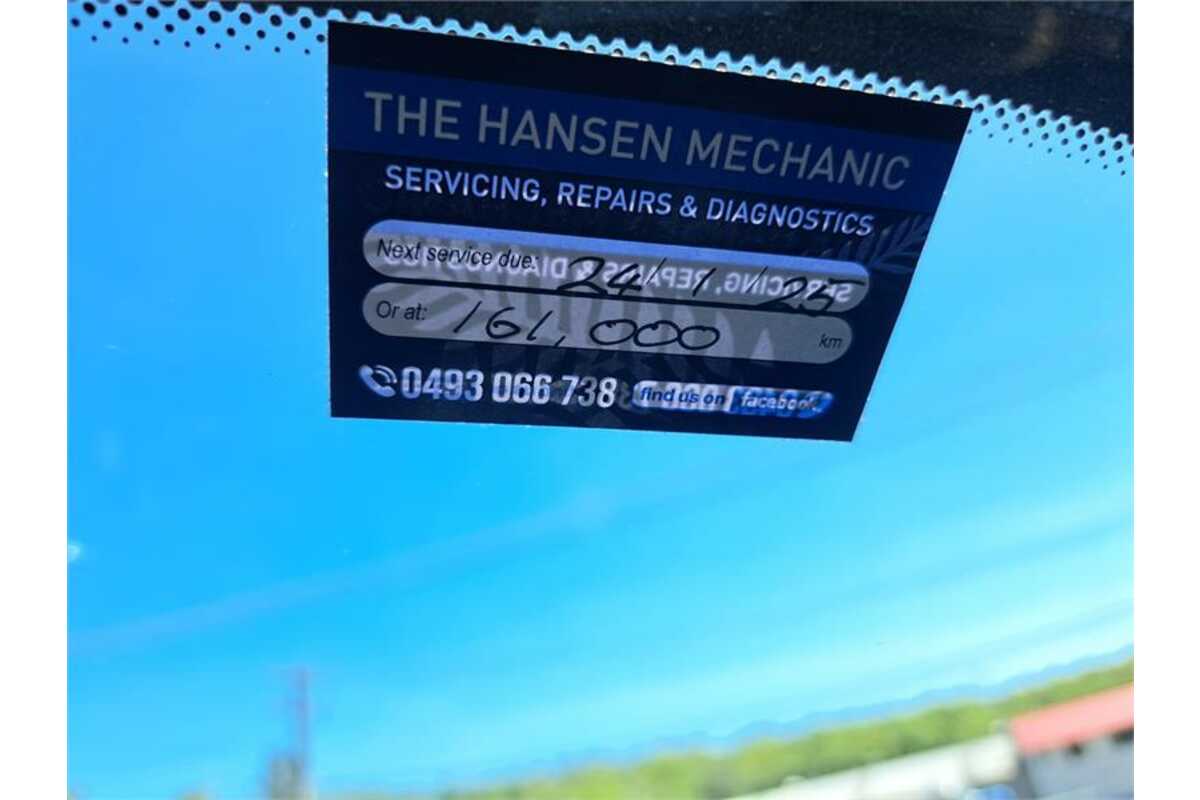 THE HANSEN MECHANIC
SERVICING, REPAIRS & DIAGNOSTICS
Next service due: 24/1/25
Or at: 161,000 km
0493 066 738 find us on facebook